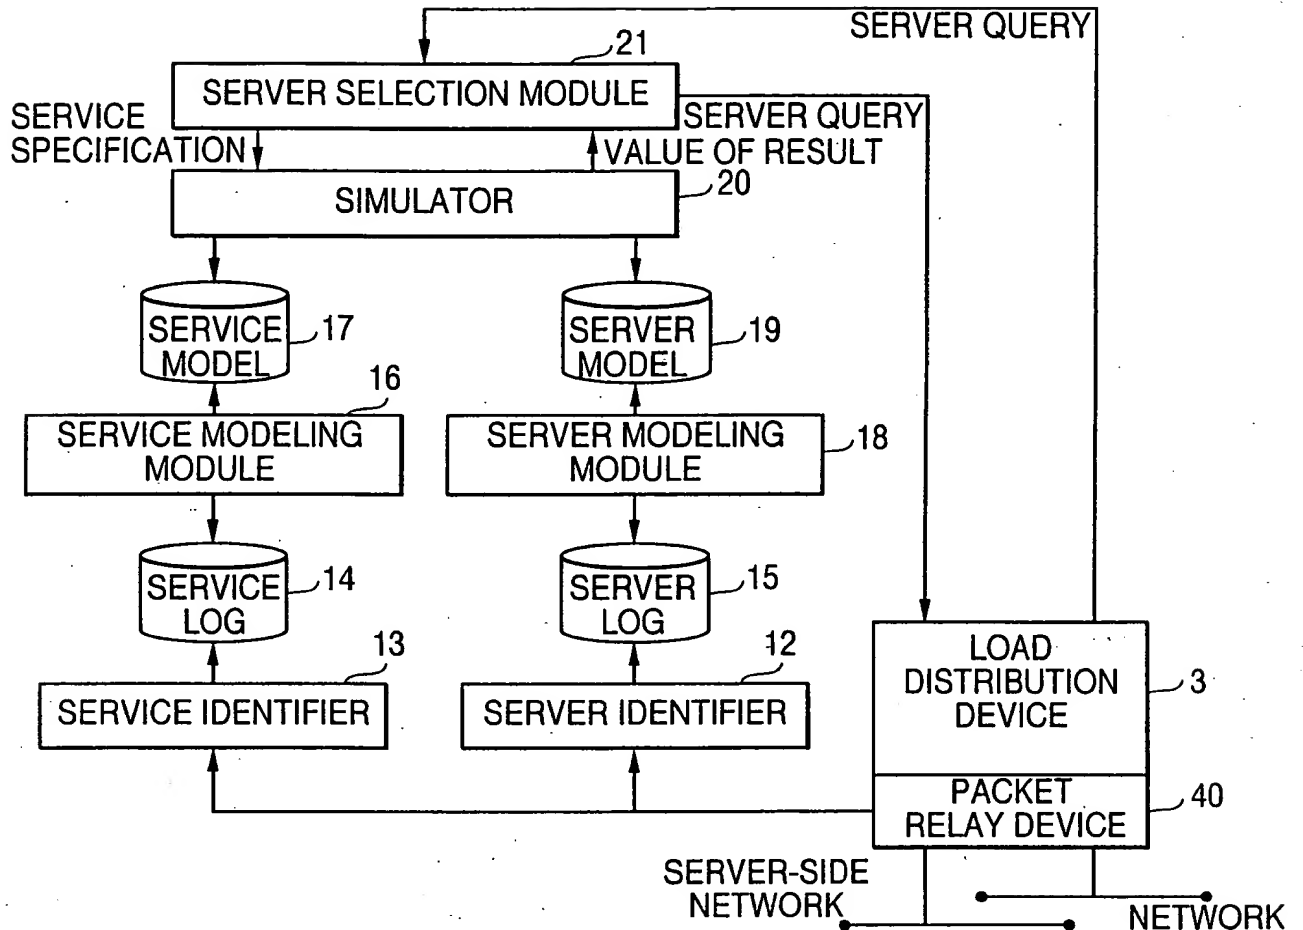 SERVER QUERY
21
SERVER SELECTION MODULE
SERVICE
SPECIFICATION
SERVER QUERY
VALUE OF RESULT
20
SIMULATOR
SERVICE
MODEL
17
SERVER
MODEL
19
16
SERVICE MODELING
MODULE
SERVER MODELING
MODULE
18
SERVICE
LOG
14
SERVER
LOG
15
13
SERVICE IDENTIFIER
12
SERVER IDENTIFIER
LOAD
DISTRIBUTION
DEVICE
3
PACKET
RELAY DEVICE
40
SERVER-SIDE
NETWORK
NETWORK